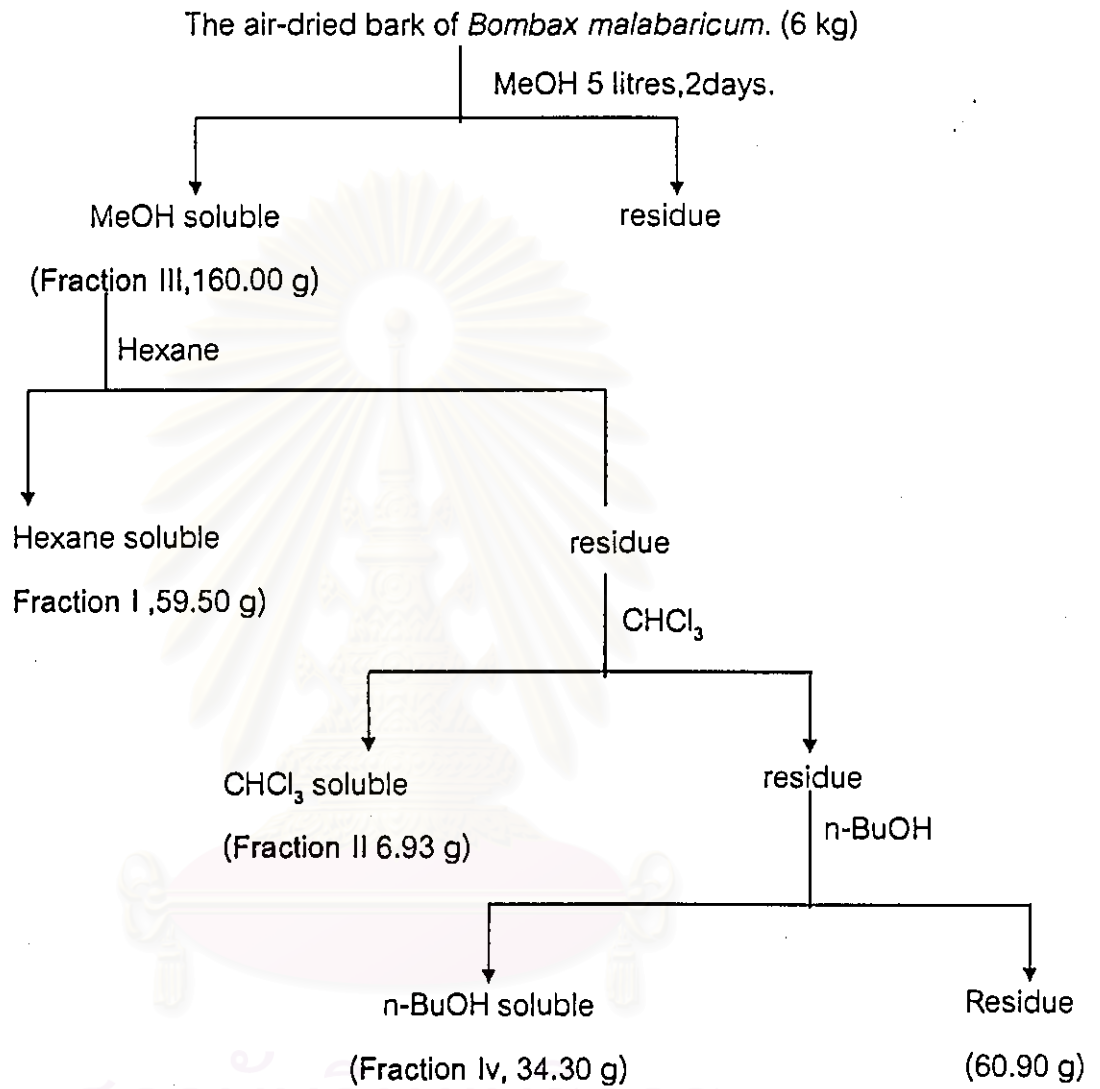 The air-dried bark of Bombax malabaricum. (6 kg)
MeOH 5 litres,2days.
MeOH soluble
(Fraction III,160.00 g)
residue
Hexane
Hexane soluble
Fraction I ,59.50 g)
residue
CHCl₃
CHCl₃ soluble
(Fraction II 6.93 g)
residue
n-BuOH
n-BuOH soluble
(Fraction Iv, 34.30 g)
Residue
(60.90 g)